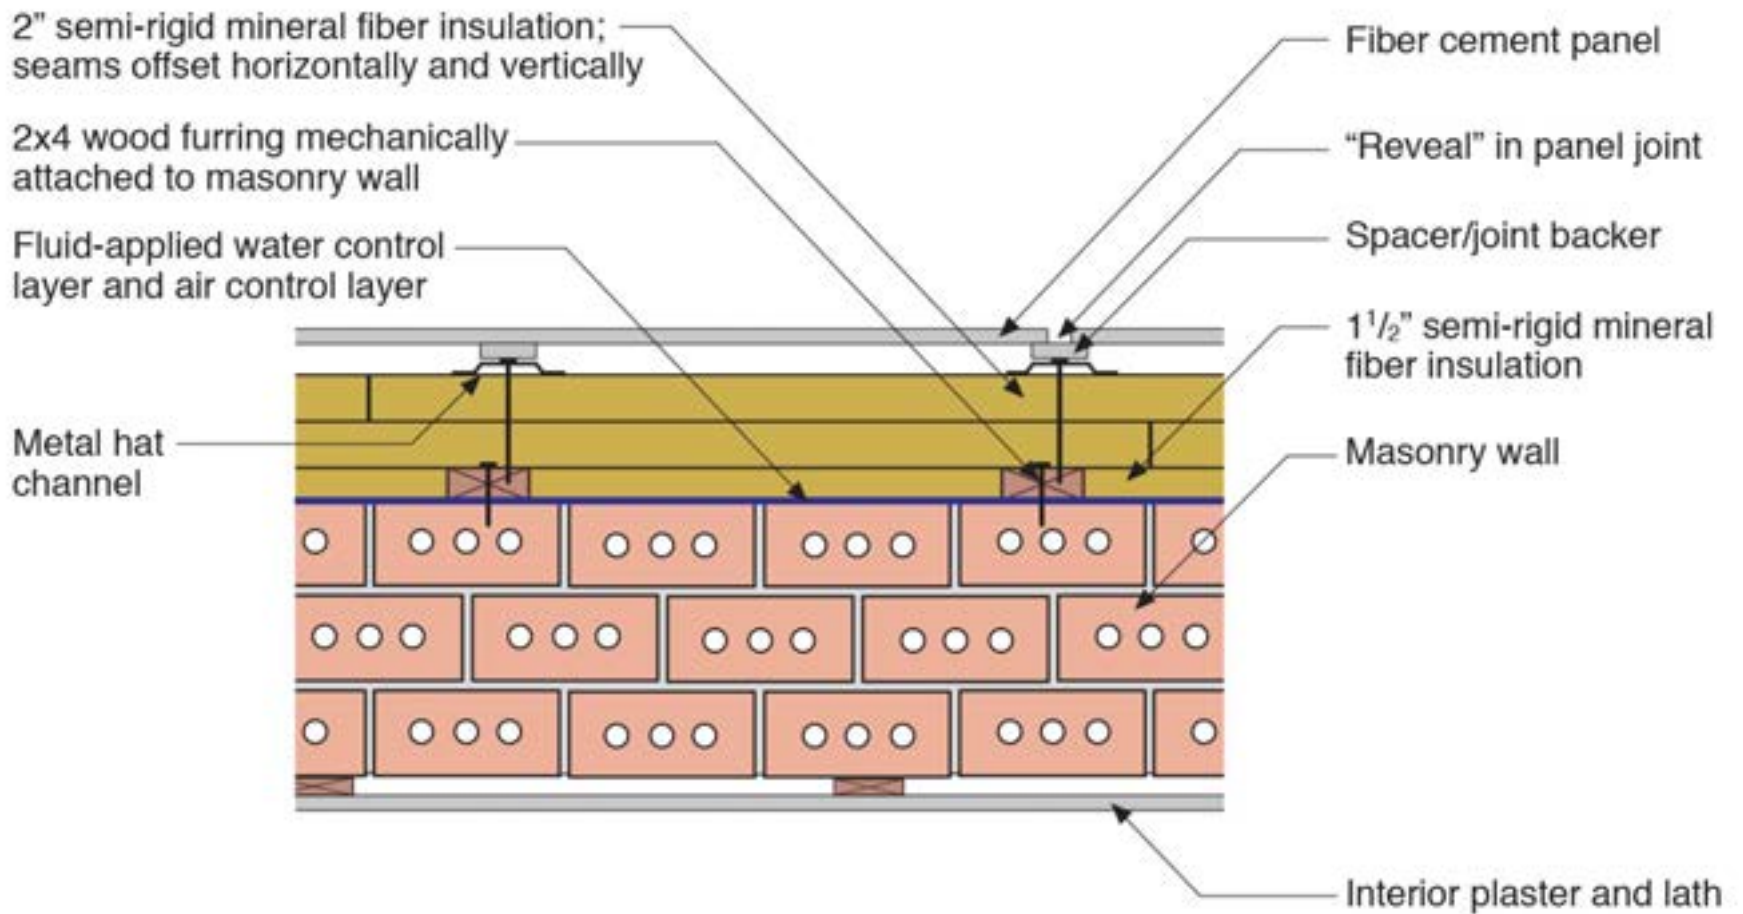 2” semi-rigid mineral fiber insulation;
seams offset horizontally and vertically
2x4 wood furring mechanically
attached to masonry wall
Fluid-applied water control
layer and air control layer
Metal hat
channel
Fiber cement panel
“Reveal” in panel joint
Spacer/joint backer
1¹/₂” semi-rigid mineral
fiber insulation
Masonry wall
Interior plaster and lath